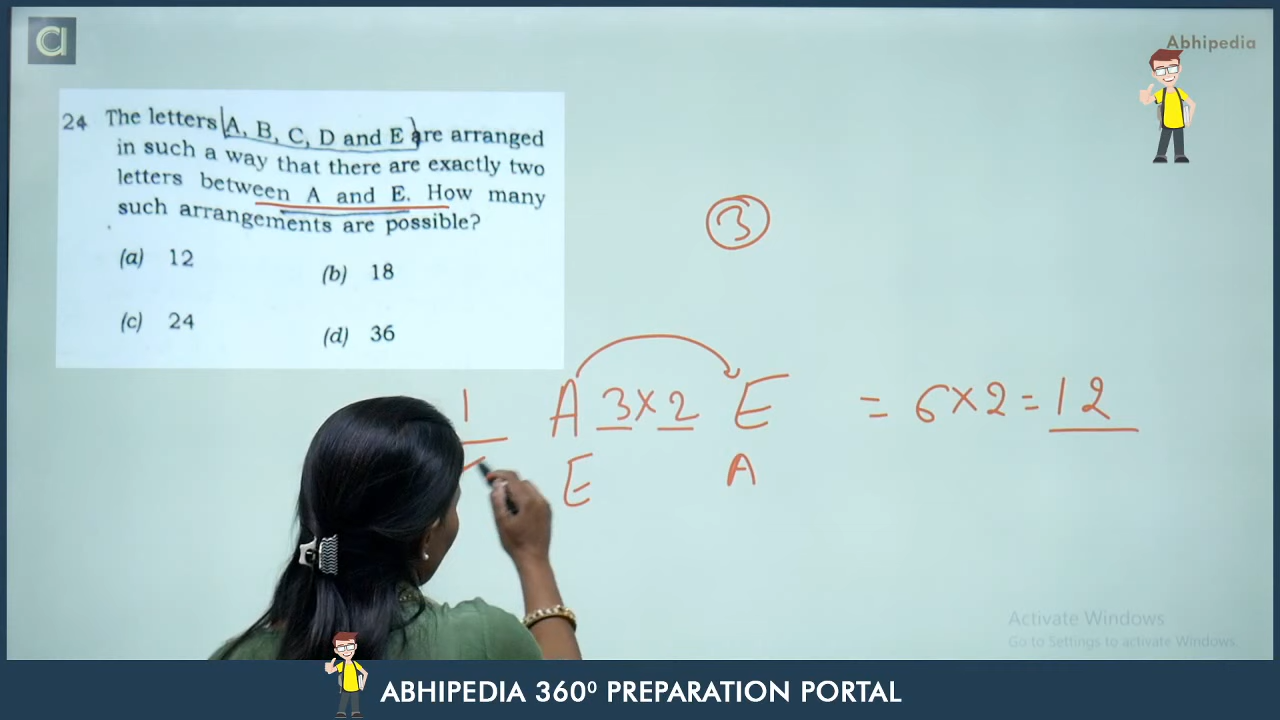 Abhipedia
24 The letters A, B, C, D and E are arranged
in such a way that there are exactly two
letters between A and E. How many
such arrangements are possible?
(a) 12
(b) 18
(c) 24
(d) 36
3
1 A 3 × 2 E = 6 × 2 = 12
E A
Activate Windows
Go to Settings to activate Windows.
ABHIPEDIA 360⁰ PREPARATION PORTAL